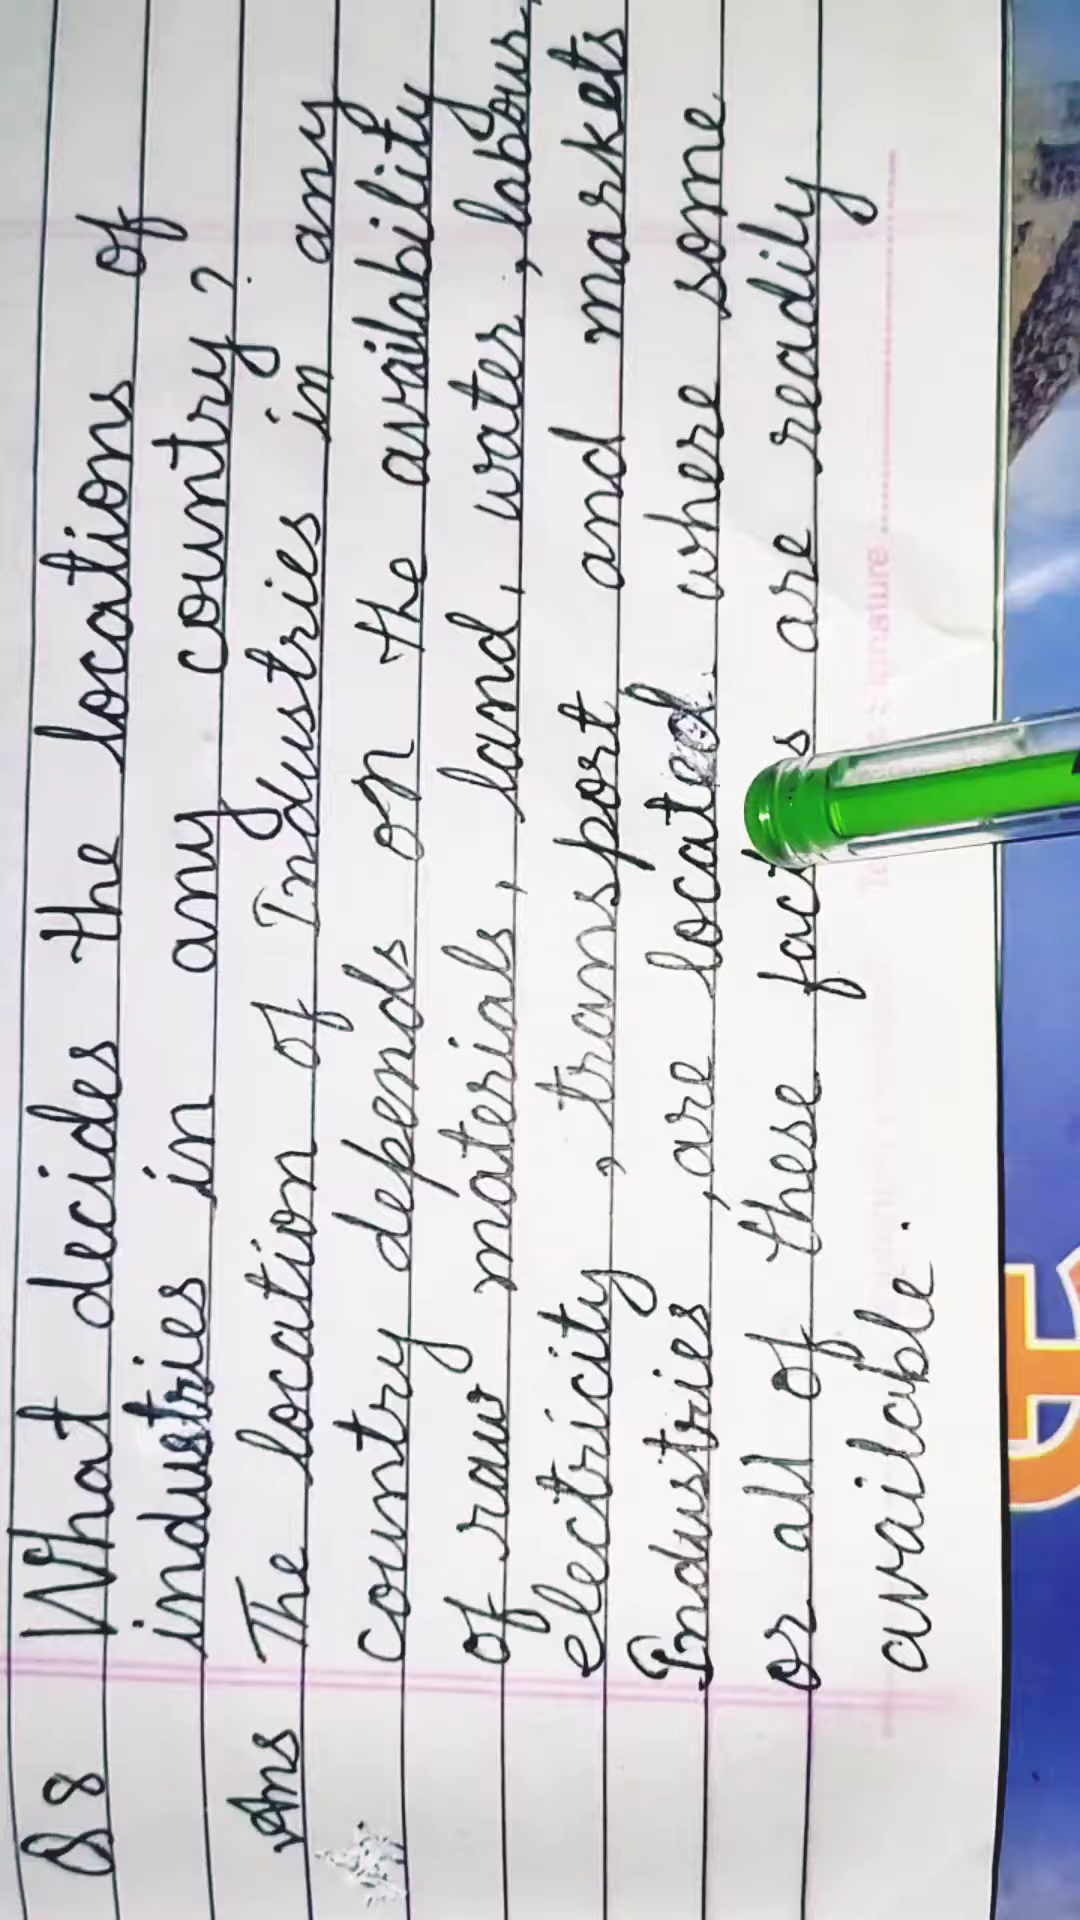 Q8 What decides the locations of
industries in any country?
Ans The location of Industries in any
country depends on the availability
of raw materials, land, water, labour,
electricity, transport and markets
Industries, are located where some
or all of these are readily
available.
Signature